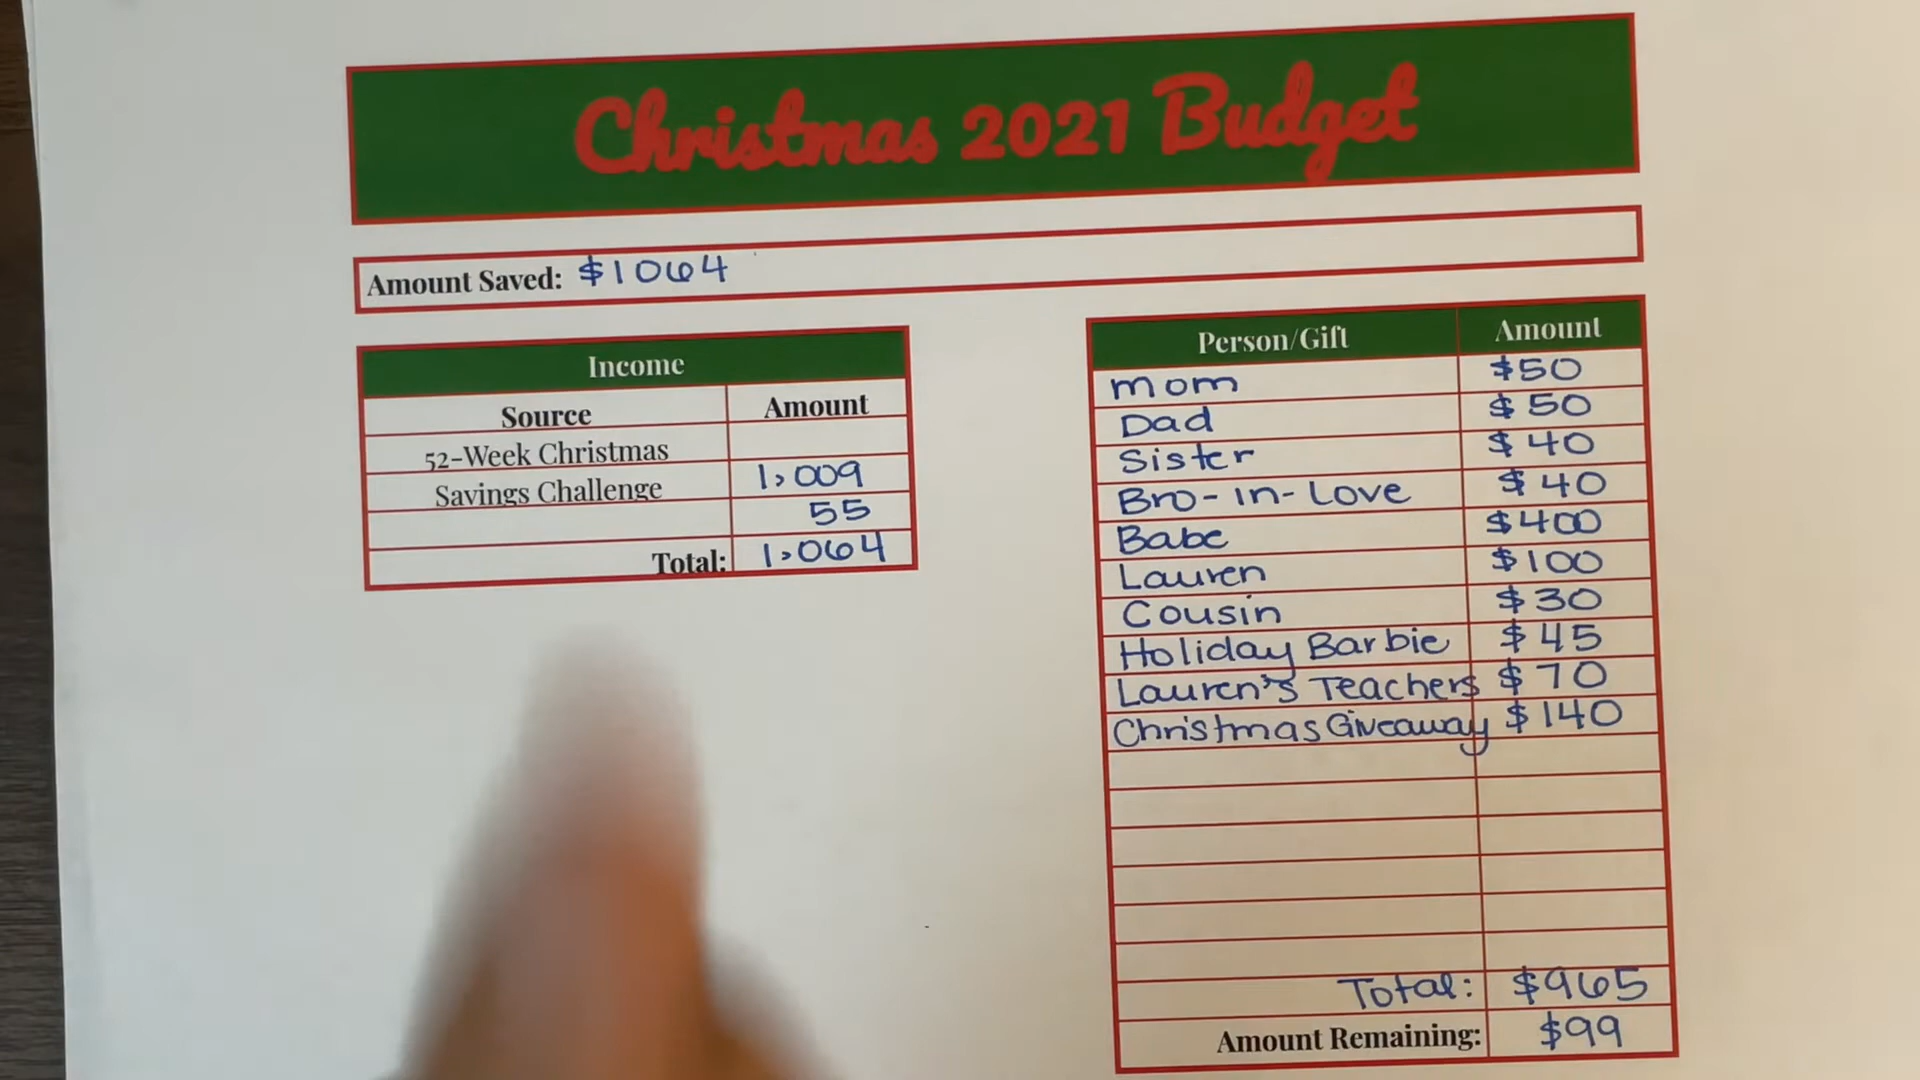 Christmas 2021 Budget
Amount Saved: $1064
Income
Source Amount
52-Week Christmas
Savings Challenge 1,009
55
Total: 1,064
Person/Gift Amount
Mom $50
Dad $50
Sister $40
Bro-in-Love $40
Babe $400
Lauren $100
Cousin $30
Holiday Barbie $45
Lauren's Teachers $70
Christmas Giveaway $140
Total: $965
Amount Remaining: $99